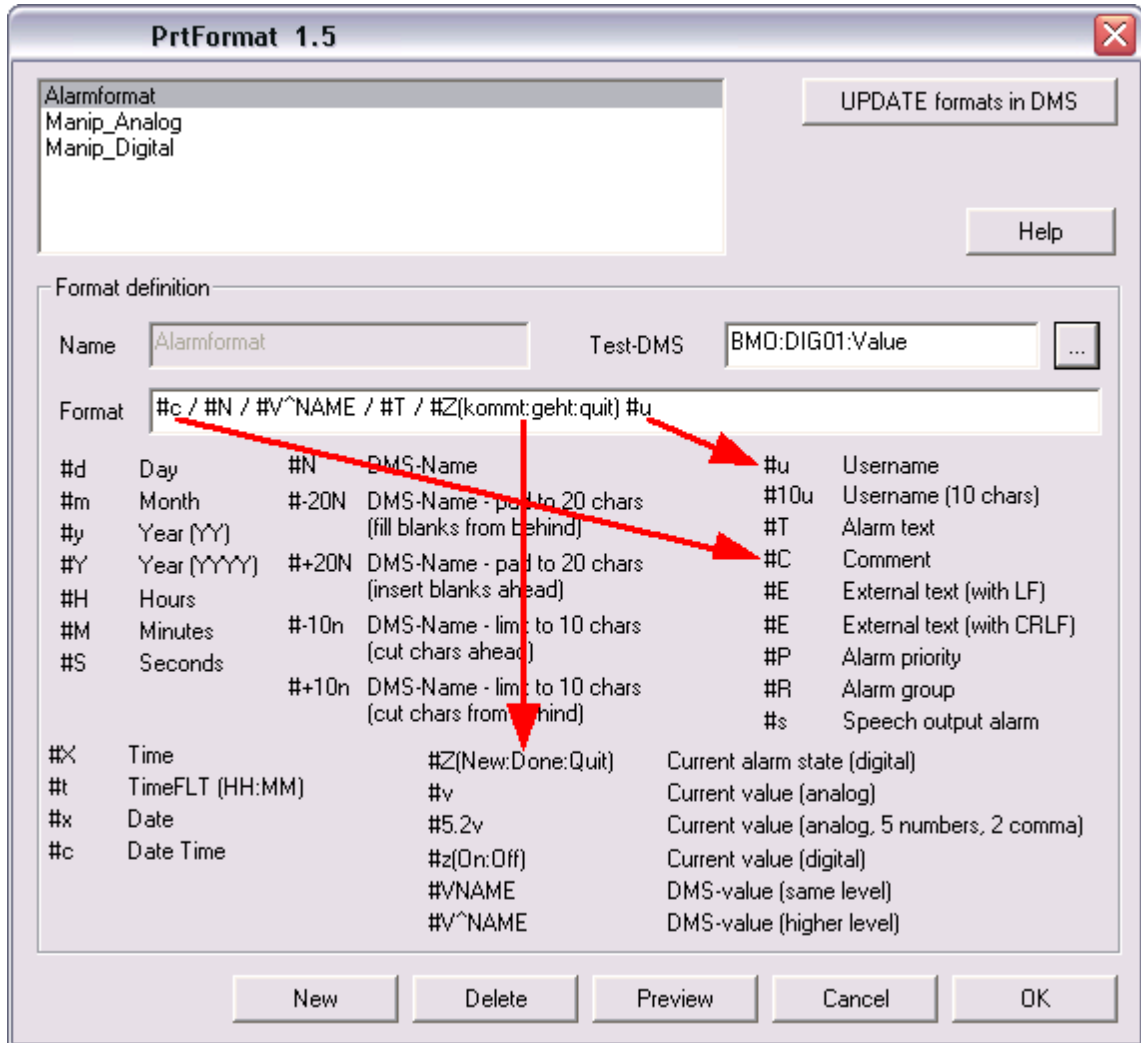 PrtFormat 1.5
Alarmformat
Manip_Analog
Manip_Digital
UPDATE formats in DMS
Help
Format definition
Name Alarmformat Test-DMS BMO:DIG01:Value ...
Format #c / #N / #V^NAME / #T / #Z(kommt:geht:quit) #u
#d Day
#m Month
#y Year (YY)
#Y Year (YYYY)
#H Hours
#M Minutes
#S Seconds
#N DMS-Name
#-20N DMS-Name - pad to 20 chars
(fill blanks from behind)
#+20N DMS-Name - pad to 20 chars
(insert blanks ahead)
#-10n DMS-Name - limit to 10 chars
(cut chars ahead)
#+10n DMS-Name - limit to 10 chars
(cut chars from behind)
#u Username
#10u Username (10 chars)
#T Alarm text
#C Comment
#E External text (with LF)
#E External text (with CRLF)
#P Alarm priority
#R Alarm group
#s Speech output alarm
#X Time
#t TimeFLT (HH:MM)
#x Date
#c Date Time
#Z(New:Done:Quit) Current alarm state (digital)
#v Current value (analog)
#5.2v Current value (analog, 5 numbers, 2 comma)
#z(On:Off) Current value (digital)
#VNAME DMS-value (same level)
#V^NAME DMS-value (higher level)
New Delete Preview Cancel OK